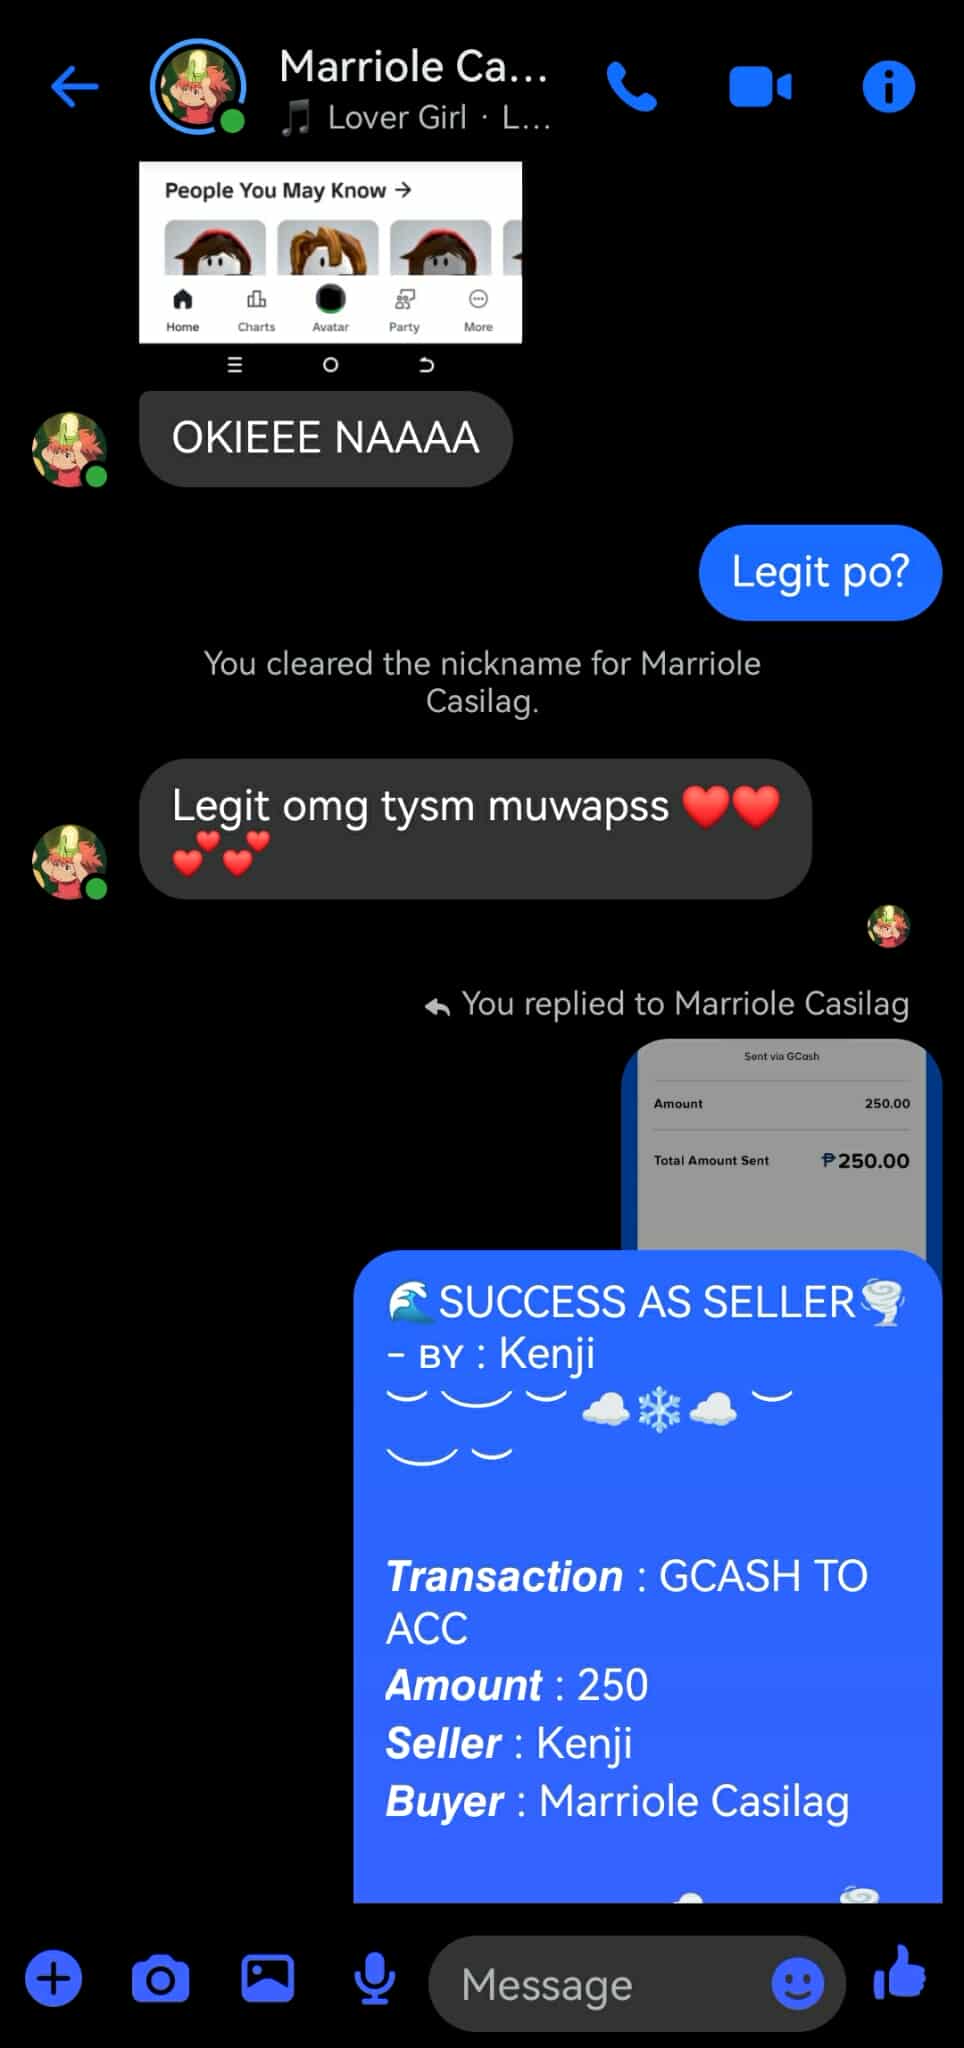 Marriole Ca...
Lover Girl · L...
People You May Know →
Home Charts Avatar Party More
OKIEEE NAAAA
Legit po?
You cleared the nickname for Marriole
Casilag.
Legit omg tysm muwapss ❤️❤️
💕💕
You replied to Marriole Casilag
Sent via GCash
Amount 250.00
Total Amount Sent ₱250.00
🌊SUCCESS AS SELLER🌪️
- ʙʏ : Kenji
︶ ⏝ ︶ ☁️❄️☁️ ︶
⏝ ︶
Transaction : GCASH TO
ACC
Amount : 250
Seller : Kenji
Buyer : Marriole Casilag
Message